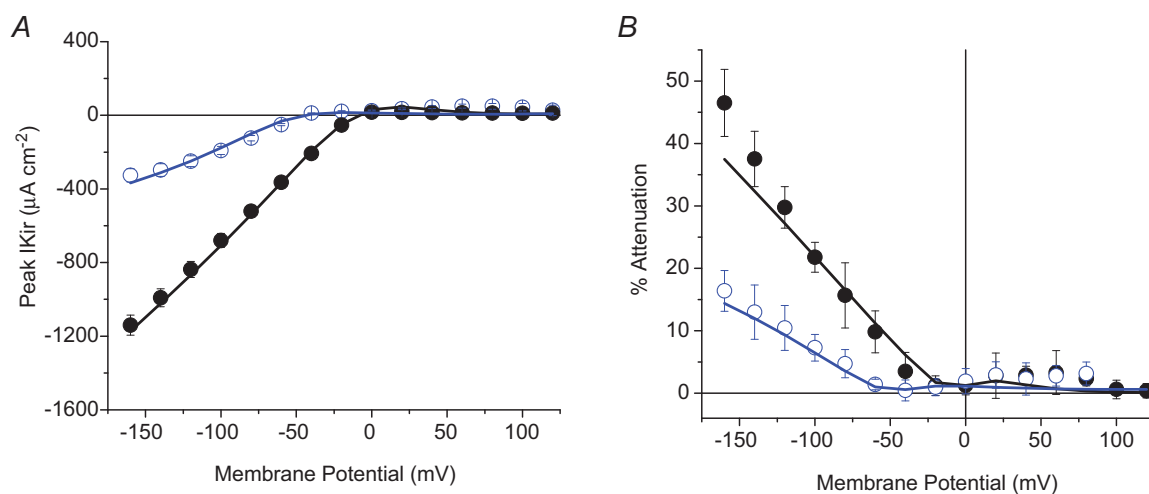 A
400
0
-400
-800
-1200
-1600
Peak IKir (μA cm-2)
-150 -100 -50 0 50 100
Membrane Potential (mV)
B
50
40
30
20
10
0
% Attenuation
-150 -100 -50 0 50 100
Membrane Potential (mV)